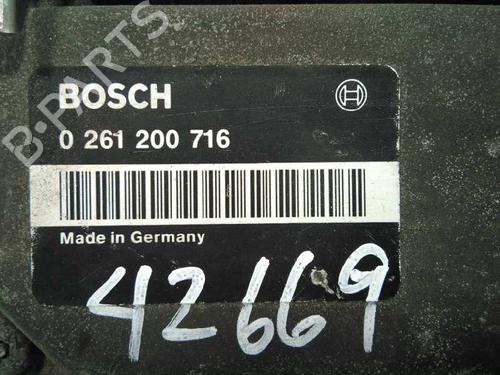 B-PARTS
BOSCH
0 261 200 716
Made in Germany
42669